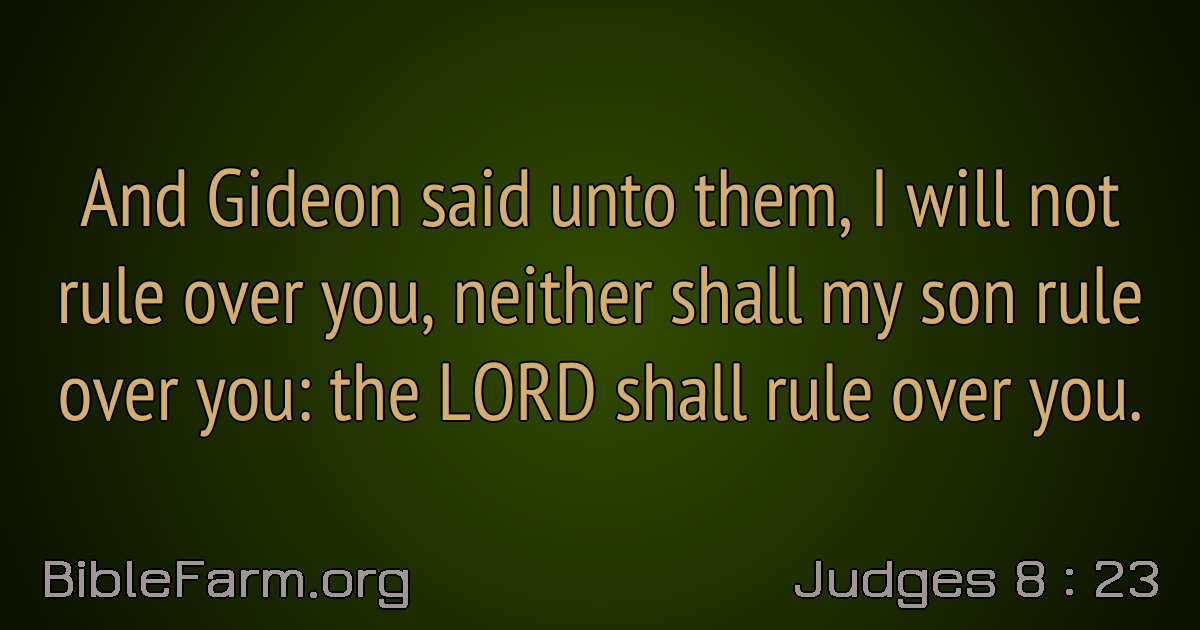 And Gideon said unto them, I will not
rule over you, neither shall my son rule
over you: the LORD shall rule over you.
BibleFarm.org
Judges 8 : 23